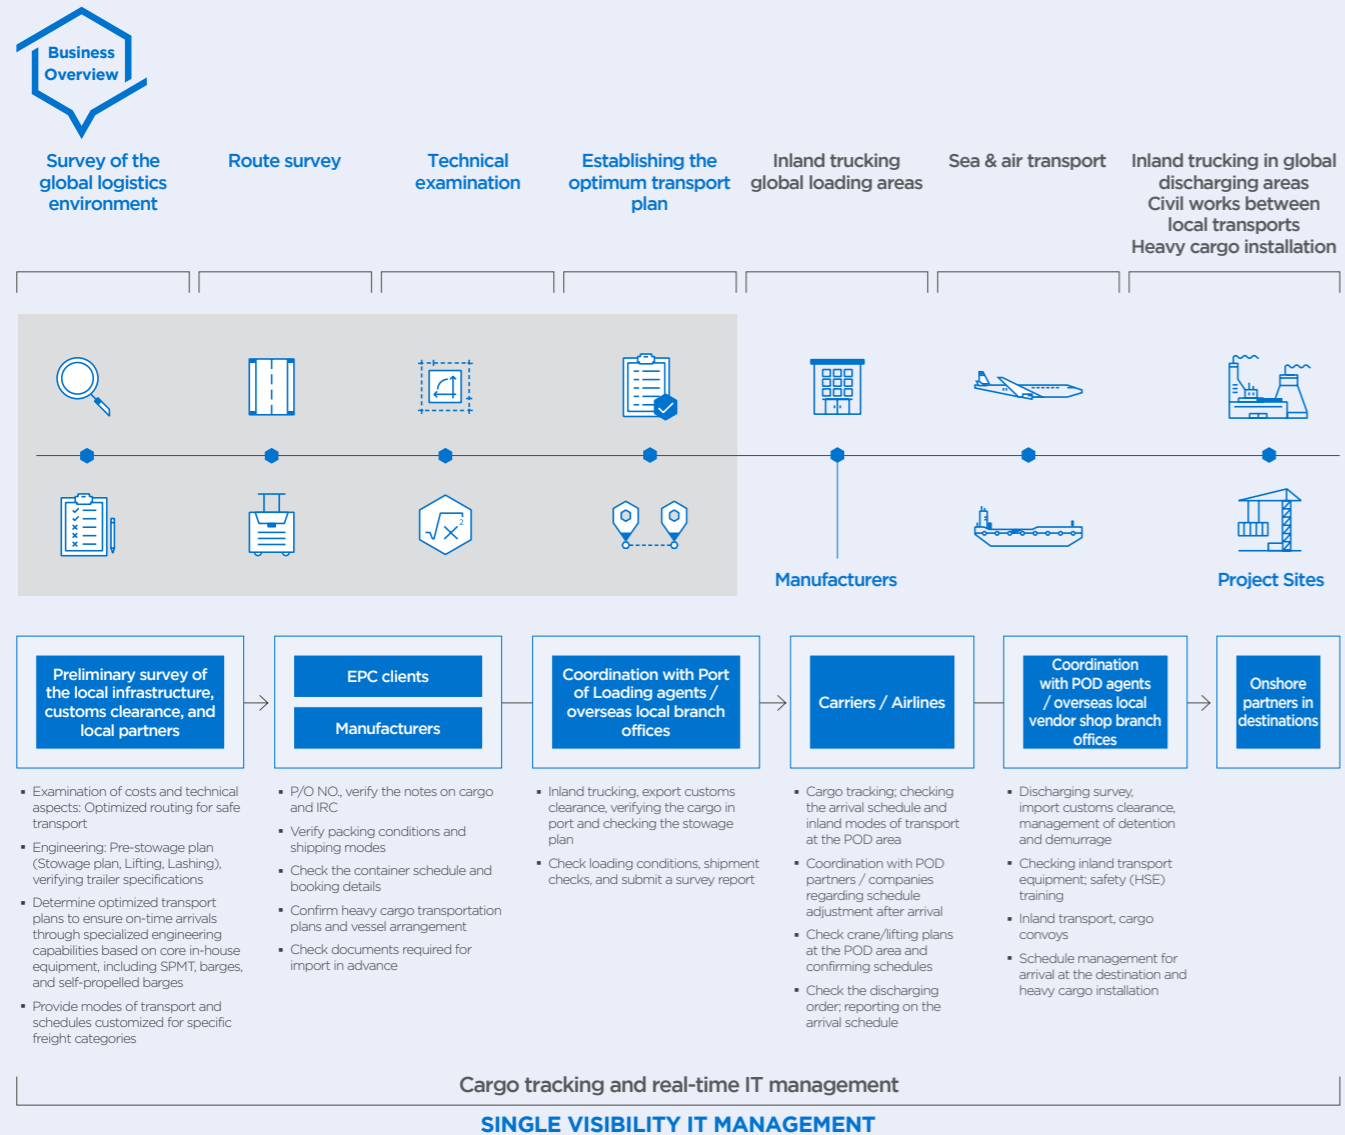 Business
Overview
Survey of the
global logistics
environment
Route survey
Technical
examination
Establishing the
optimum transport
plan
Inland trucking
global loading areas
Sea & air transport
Inland trucking in global
discharging areas
Civil works between
local transports
Heavy cargo installation
√x²
Manufacturers
Project Sites
Preliminary survey of
the local infrastructure,
customs clearance, and
local partners
EPC clients
Manufacturers
Coordination with Port
of Loading agents /
overseas local branch
offices
Carriers / Airlines
Coordination
with POD agents
/ overseas local
vendor shop branch
offices
Onshore
partners in
destinations
▪ Examination of costs and technical
aspects: Optimized routing for safe
transport
▪ Engineering: Pre-stowage plan
(Stowage plan, Lifting, Lashing),
verifying trailer specifications
▪ Determine optimized transport
plans to ensure on-time arrivals
through specialized engineering
capabilities based on core in-house
equipment, including SPMT, barges,
and self-propelled barges
▪ Provide modes of transport and
schedules customized for specific
freight categories
▪ P/O NO., verify the notes on cargo
and IRC
▪ Verify packing conditions and
shipping modes
▪ Check the container schedule and
booking details
▪ Confirm heavy cargo transportation
plans and vessel arrangement
▪ Check documents required for
import in advance
▪ Inland trucking, export customs
clearance, verifying the cargo in
port and checking the stowage
plan
▪ Check loading conditions, shipment
checks, and submit a survey report
▪ Cargo tracking; checking
the arrival schedule and
inland modes of transport
at the POD area
▪ Coordination with POD
partners / companies
regarding schedule
adjustment after arrival
▪ Check crane/lifting plans
at the POD area and
confirming schedules
▪ Check the discharging
order; reporting on the
arrival schedule
▪ Discharging survey,
import customs clearance,
management of detention
and demurrage
▪ Checking inland transport
equipment; safety (HSE)
training
▪ Inland transport, cargo
convoys
▪ Schedule management for
arrival at the destination and
heavy cargo installation
Cargo tracking and real-time IT management
SINGLE VISIBILITY IT MANAGEMENT